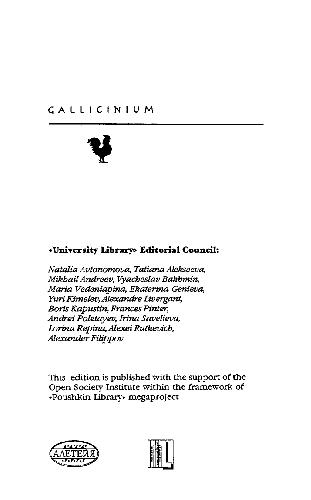 GALLICINIUM
«University Library» Editorial Council:
Natalia Avtonomova, Tatiana Alekseeva,
Mikhail Andreev, Vyacheslav Bakhmin,
Maria Vedeniapina, Ekaterina Genieva,
Yuri Kimelev, Alexandre Livergant,
Boris Kapustin, Frances Pinter,
Andrei Poletayev, Irina Savelieva,
Lorina Repina, Alexei Rutkevich,
Alexander Filippov
This edition is published with the support of the
Open Society Institute within the framework of
«Poushkin Library» megaproject
АЛЕТЕЙЯ